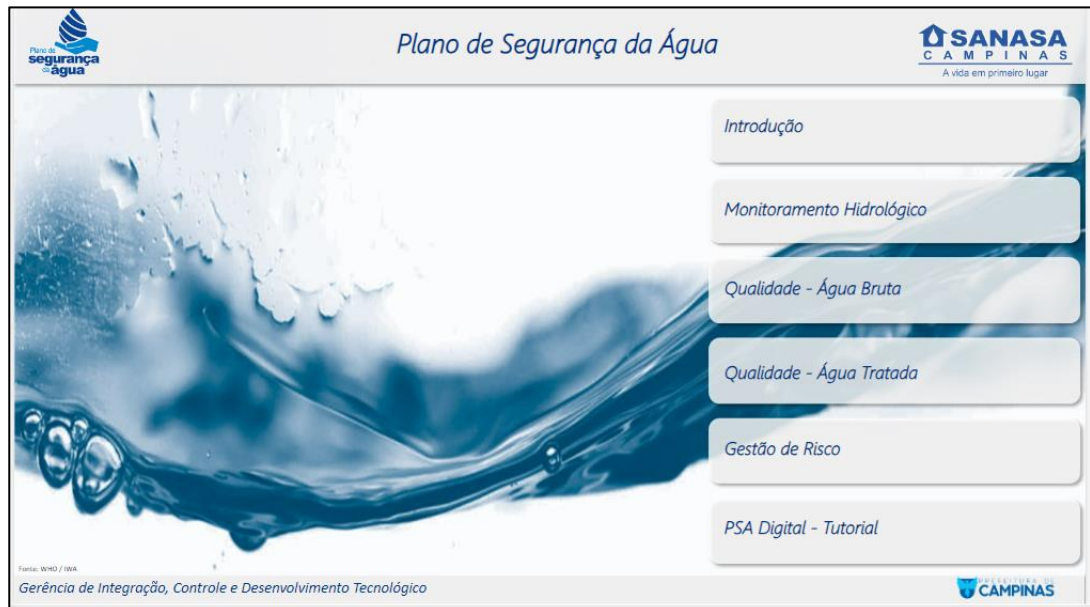 Plano de
segurança
da água
Plano de Segurança da Água
SANASA
CAMPINAS
A vida em primeiro lugar
Introdução
Monitoramento Hidrológico
Qualidade - Água Bruta
Qualidade - Água Tratada
Gestão de Risco
PSA Digital - Tutorial
Fonte: WHO / IWA
Gerência de Integração, Controle e Desenvolvimento Tecnológico
PREFEITURA DE
CAMPINAS